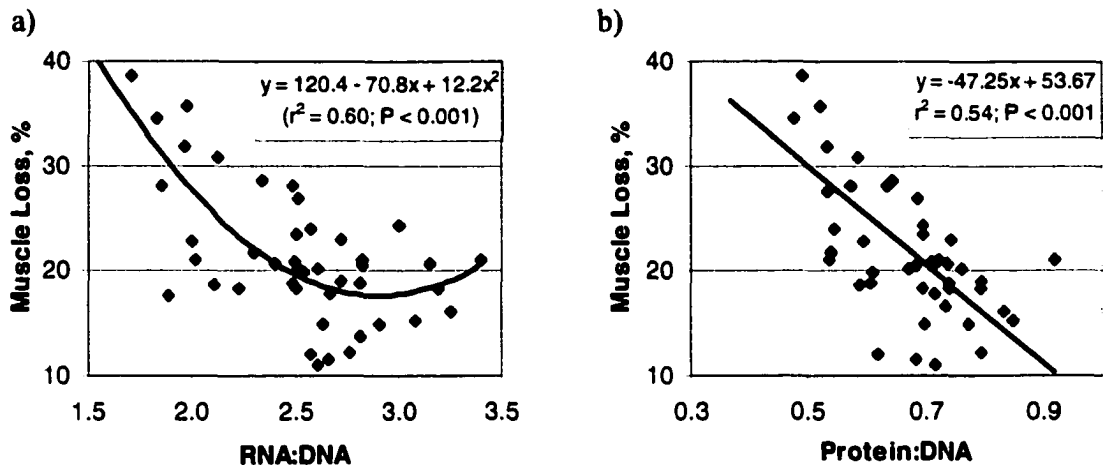 a)
y = 120.4 - 70.8x + 12.2x²
(r² = 0.60; P < 0.001)
40
30
20
10
Muscle Loss, %
1.5 2.0 2.5 3.0 3.5
RNA:DNA
b)
y = -47.25x + 53.67
r² = 0.54; P < 0.001
40
30
20
10
Muscle Loss, %
0.3 0.5 0.7 0.9
Protein:DNA